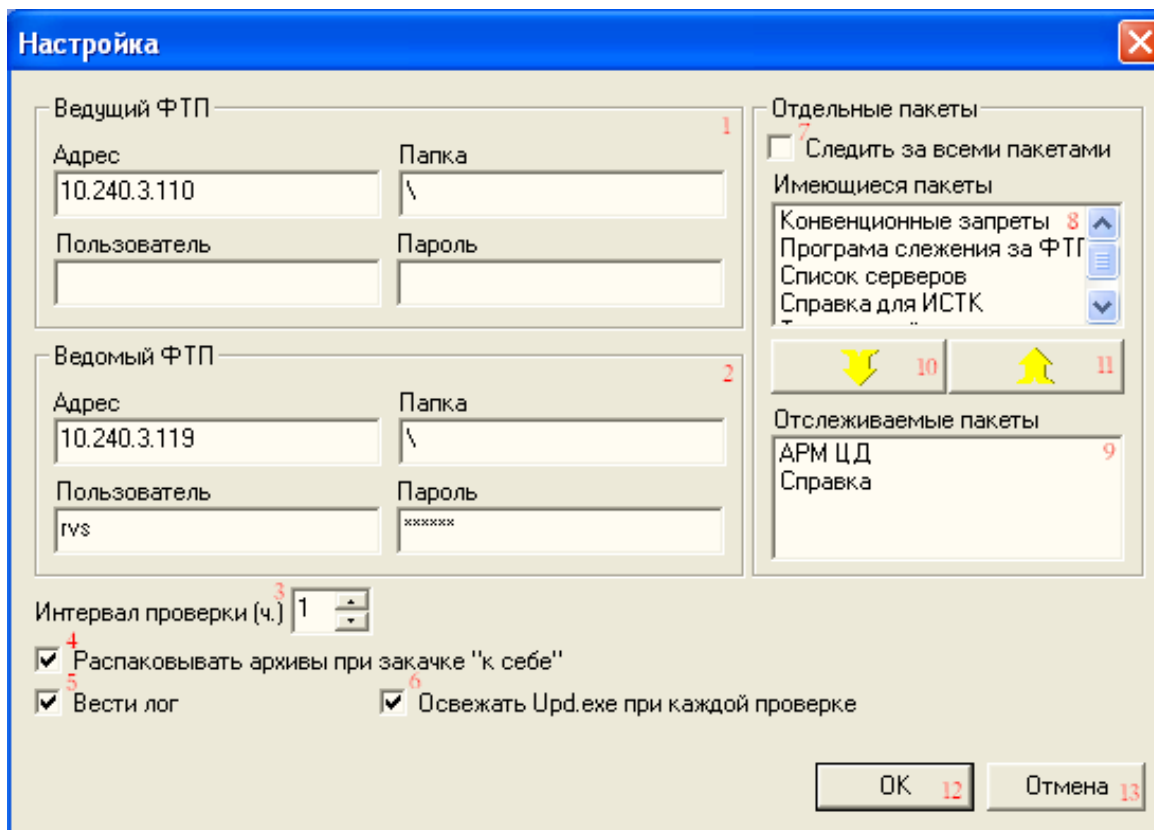 Настройка
Ведущий ФТП
1
Адрес
Папка
10.240.3.110
\
Пользователь
Пароль
Ведомый ФТП
2
Адрес
Папка
10.240.3.119
\
Пользователь
Пароль
rvs
××××××
Интервал проверки (ч.)
3
1
4
Распаковывать архивы при закачке "к себе"
5
Вести лог
6
Освежать Upd.exe при каждой проверке
Отдельные пакеты
7
Следить за всеми пакетами
Имеющиеся пакеты
Конвенционные запреты
8
Програма слежения за ФТП
Список серверов
Справка для ИСТК
10
11
Отслеживаемые пакеты
АРМ ЦД
9
Справка
OK
12
Отмена
13